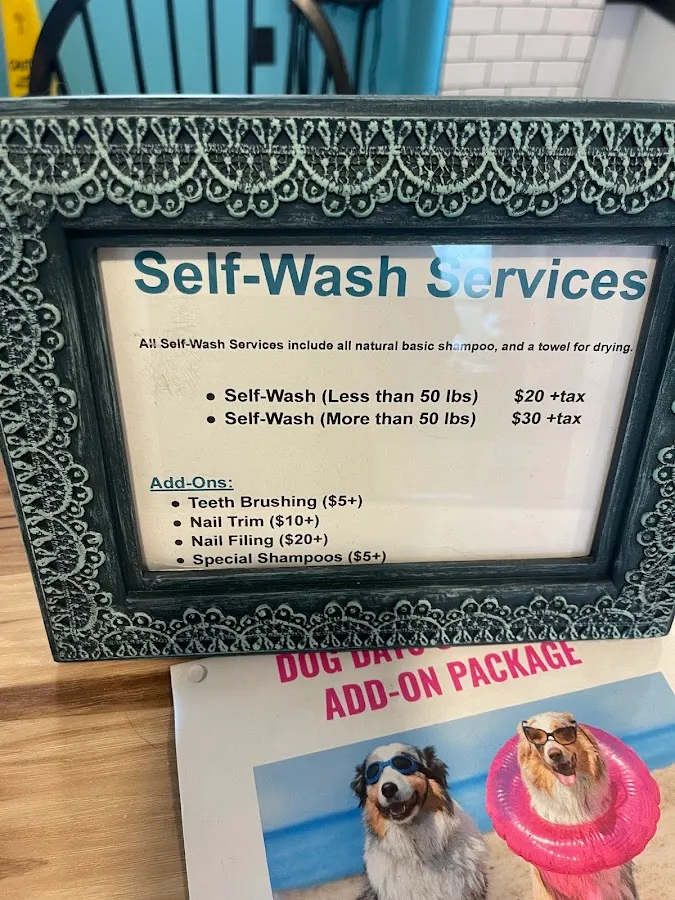 Self-Wash Services
All Self-Wash Services include all natural basic shampoo, and a towel for drying.
• Self-Wash (Less than 50 lbs) $20 +tax
• Self-Wash (More than 50 lbs) $30 +tax
Add-Ons:
• Teeth Brushing ($5+)
• Nail Trim ($10+)
• Nail Filing ($20+)
• Special Shampoos ($5+)
DOG DAYS
ADD-ON PACKAGE